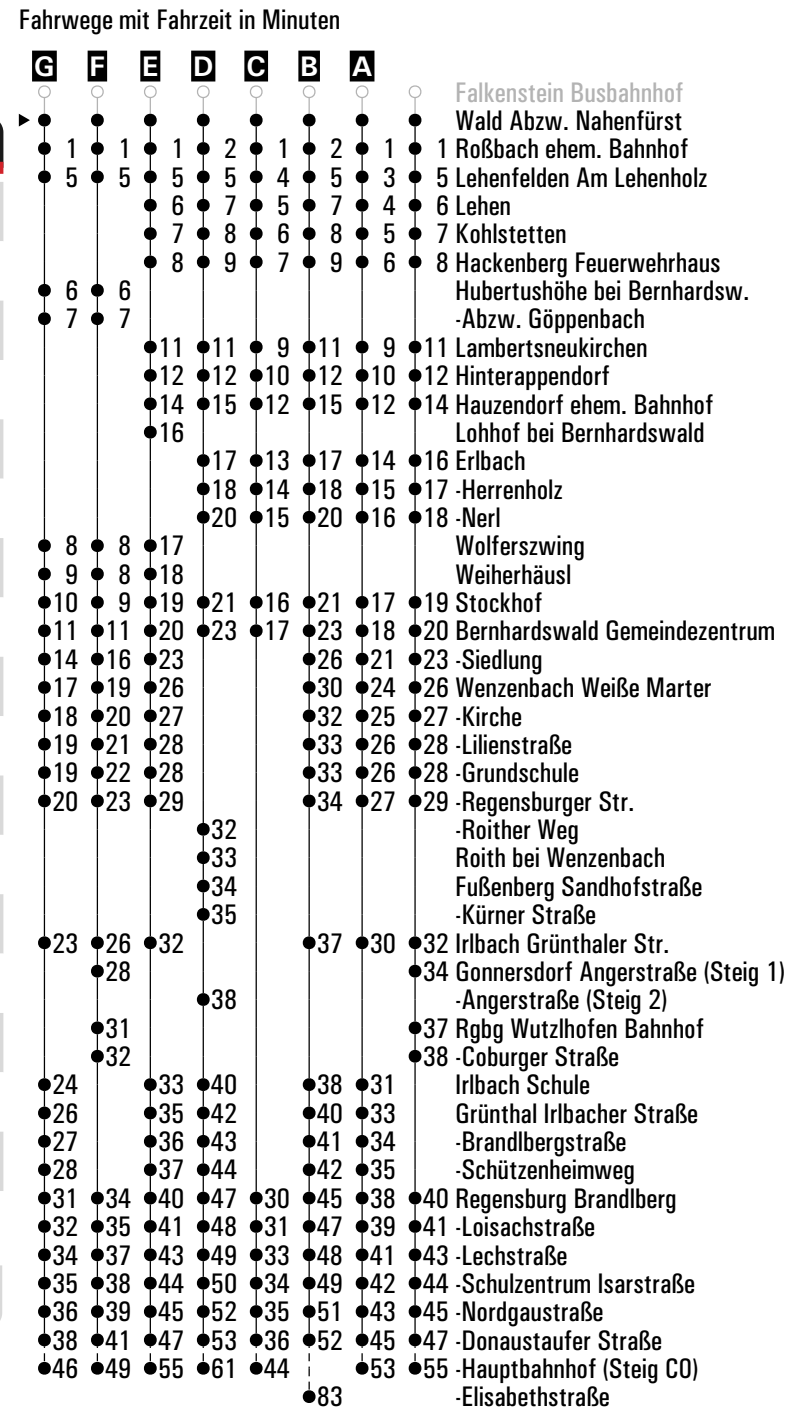 Fahrwege mit Fahrzeit in Minuten
G F E D C B A
Falkenstein Busbahnhof
Wald Abzw. Nahenfürst
1 1 1 2 1 2 1 1 Roßbach ehem. Bahnhof
5 5 5 5 4 5 3 5 Lehenfelden Am Lehenholz
6 7 5 7 4 6 Lehen
7 8 6 8 5 7 Kohlstetten
8 9 7 9 6 8 Hackenberg Feuerwehrhaus
6 6 Hubertushöhe bei Bernhardsw.
7 7 -Abzw. Göppenbach
11 11 9 11 9 11 Lambertsneukirchen
12 12 10 12 10 12 Hinterappendorf
14 15 12 15 12 14 Hauzendorf ehem. Bahnhof
16 Lohhof bei Bernhardswald
17 13 17 14 16 Erlbach
18 14 18 15 17 -Herrenholz
20 15 20 16 18 -Nerl
8 8 17 Wolferszwing
9 8 18 Weiherhäusl
10 9 19 21 16 21 17 19 Stockhof
11 11 20 23 17 23 18 20 Bernhardswald Gemeindezentrum
14 16 23 26 21 23 -Siedlung
17 19 26 30 24 26 Wenzenbach Weiße Marter
18 20 27 32 25 27 -Kirche
19 21 28 33 26 28 -Lilienstraße
19 22 28 33 26 28 -Grundschule
20 23 29 34 27 29 -Regensburger Str.
32 -Roither Weg
33 Roith bei Wenzenbach
34 Fußenberg Sandhofstraße
35 -Kürner Straße
23 26 32 37 30 32 Irlbach Grünthaler Str.
28 34 Gonnersdorf Angerstraße (Steig 1)
38 -Angerstraße (Steig 2)
31 37 Rgbg Wutzlhofen Bahnhof
32 38 -Coburger Straße
24 33 40 38 31 Irlbach Schule
26 35 42 40 33 Grünthal Irlbacher Straße
27 36 43 41 34 -Brandlbergstraße
28 37 44 42 35 -Schützenheimweg
31 34 40 47 30 45 38 40 Regensburg Brandlberg
32 35 41 48 31 47 39 41 -Loisachstraße
34 37 43 49 33 48 41 43 -Lechstraße
35 38 44 50 34 49 42 44 -Schulzentrum Isarstraße
36 39 45 52 35 51 43 45 -Nordgaustraße
38 41 47 53 36 52 45 47 -Donaustaufer Straße
46 49 55 61 44 53 55 -Hauptbahnhof (Steig C0)
83 -Elisabethstraße